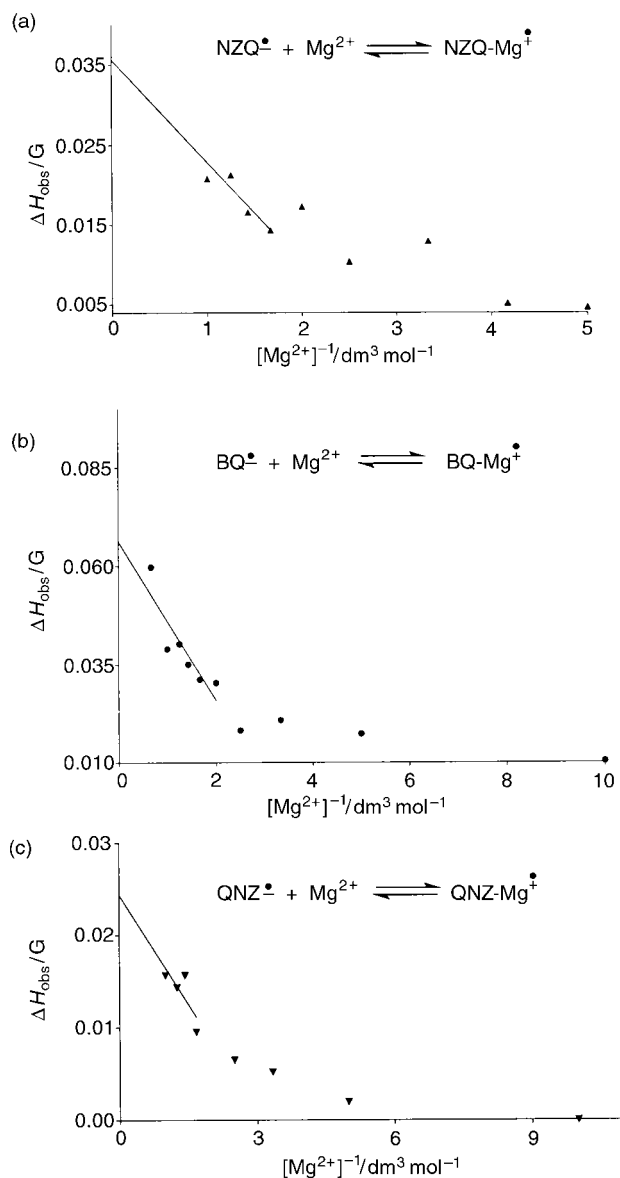 (a)
NZQ•− + Mg²⁺ ⇌ NZQ-Mg•⁺
0.035
0.025
0.015
0.005
ΔH_obs/G
0 1 2 3 4 5
[Mg²⁺]⁻¹/dm³ mol⁻¹
(b)
BQ•− + Mg²⁺ ⇌ BQ-Mg•⁺
0.085
0.060
0.035
0.010
ΔH_obs/G
0 2 4 6 8 10
[Mg²⁺]⁻¹/dm³ mol⁻¹
(c)
QNZ•− + Mg²⁺ ⇌ QNZ-Mg•⁺
0.03
0.02
0.01
0.00
ΔH_obs/G
0 3 6 9
[Mg²⁺]⁻¹/dm³ mol⁻¹